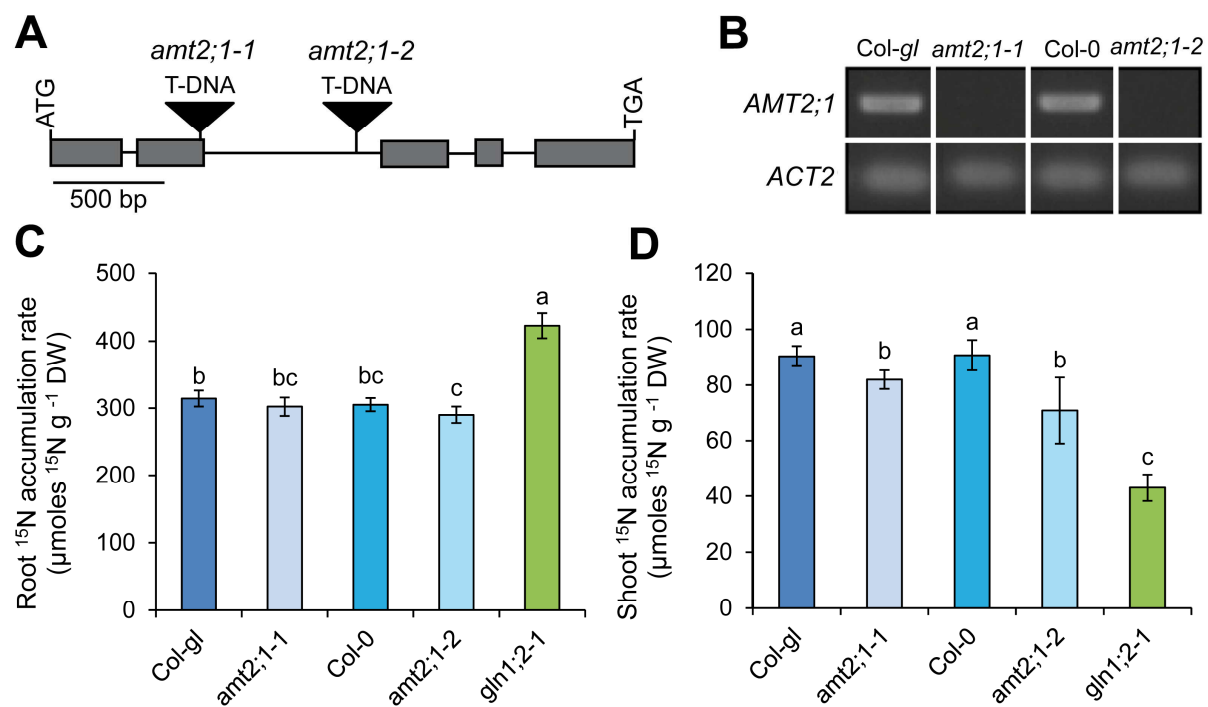 A
amt2;1-1 amt2;1-2
T-DNA T-DNA
ATG
TGA
500 bp
B
Col-gl amt2;1-1 Col-0 amt2;1-2
AMT2;1
ACT2
C
Root ¹⁵N accumulation rate
(µmoles ¹⁵N g ⁻¹ DW)
500
400
300
200
100
0
b bc bc c a
Col-gl amt2;1-1 Col-0 amt2;1-2 gln1;2-1
D
Shoot ¹⁵N accumulation rate
(µmoles ¹⁵N g ⁻¹ DW)
120
100
80
60
40
20
0
a b a b c
Col-gl amt2;1-1 Col-0 amt2;1-2 gln1;2-1